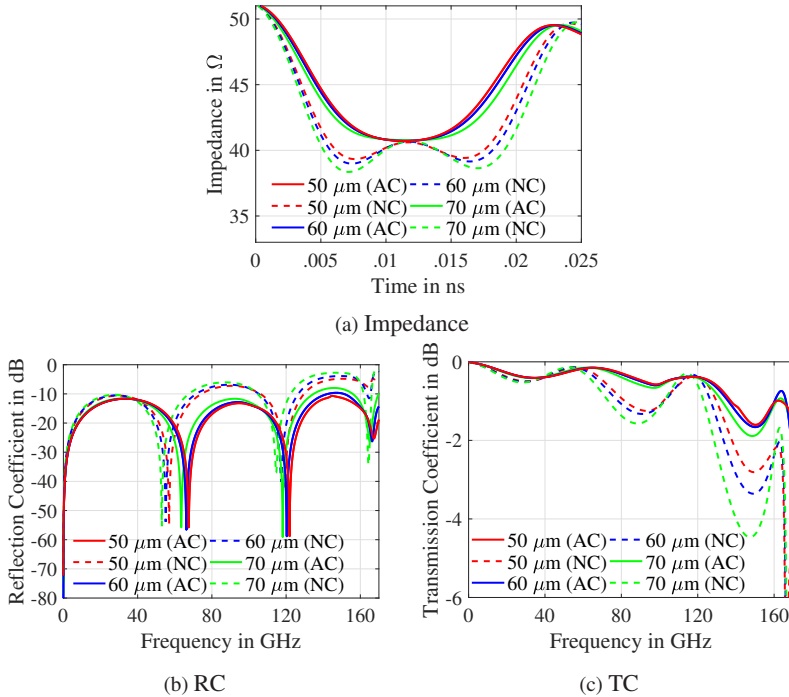 50
45
40
35
Impedance in Ω
50 μm (AC) 60 μm (NC)
50 μm (NC) 70 μm (AC)
60 μm (AC) 70 μm (NC)
0 .005 .01 .015 .02 .025
Time in ns
(a) Impedance
0
-10
-20
-30
-40
-50
-60
-70
-80
Reflection Coefficient in dB
50 μm (AC) 60 μm (NC)
50 μm (NC) 70 μm (AC)
60 μm (AC) 70 μm (NC)
0 40 80 120 160
Frequency in GHz
(b) RC
0
-2
-4
-6
Transmission Coefficient in dB
50 μm (AC) 60 μm (NC)
50 μm (NC) 70 μm (AC)
60 μm (AC) 70 μm (NC)
0 40 80 120 160
Frequency in GHz
(c) TC